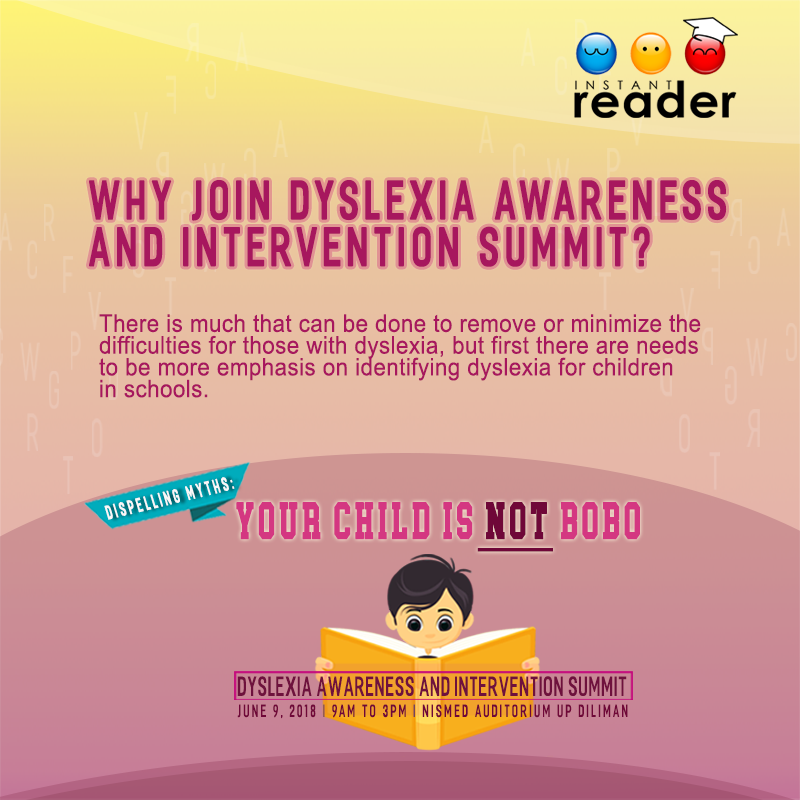 INSTANT
reader
WHY JOIN DYSLEXIA AWARENESS
AND INTERVENTION SUMMIT?
There is much that can be done to remove or minimize the
difficulties for those with dyslexia, but first there are needs
to be more emphasis on identifying dyslexia for children
in schools.
DISPELLING MYTHS:
YOUR CHILD IS NOT BOBO
DYSLEXIA AWARENESS AND INTERVENTION SUMMIT
JUNE 9, 2018 | 9AM TO 3PM | NISMED AUDITORIUM UP DILIMAN